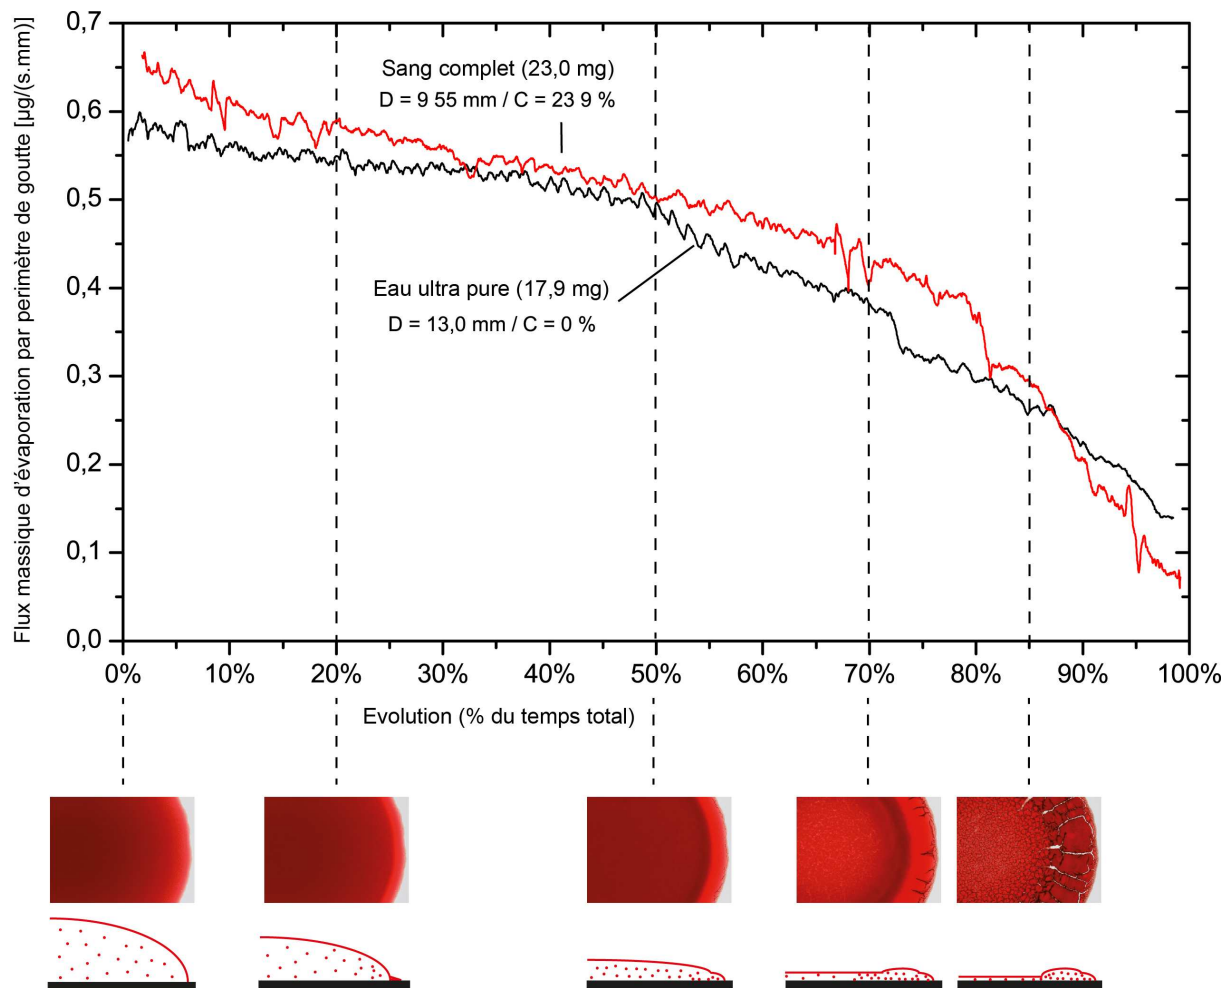 Flux massique d'évaporation par perimètre de goutte [µg/(s.mm)]
0,7
0,6
0,5
0,4
0,3
0,2
0,1
0,0
Sang complet (23,0 mg)
D = 9 55 mm / C = 23 9 %
Eau ultra pure (17,9 mg)
D = 13,0 mm / C = 0 %
0% 10% 20% 30% 40% 50% 60% 70% 80% 90% 100%
Evolution (% du temps total)